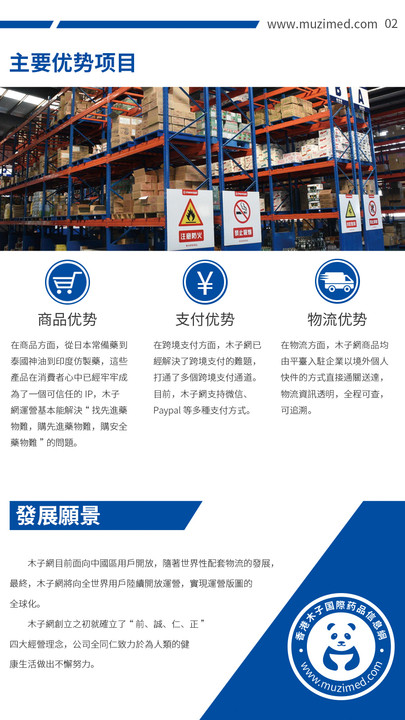 www.muzimed.com 02
主要优势项目
B A
注意防火
禁止吸烟
商品优势
支付优势
物流优势
在商品方面，從日本常備藥到
泰國神油到印度仿製藥，這些
產品在消費者心中已經牢牢成
為了一個可信任的 IP，木子
網運營基本能解決“找先進藥
物難，購先進藥物難，購安全
藥物難”的問題。
在跨境支付方面，木子網已
經解決了跨境支付的難題，
打通了多個跨境支付通道。
目前，木子網支持微信、
Paypal 等多種支付方式。
在物流方面，木子網商品均
由平臺入駐企業以境外個人
快件的方式直接通關送達，
物流資訊透明，全程可查，
可追溯。
發展願景
木子網目前面向中國區用戶開放，隨著世界性配套物流的發展，
最終，木子網將向全世界用戶陸續開放運營，實現運營版圖的
全球化。
木子網創立之初就確立了“前、誠、仁、正”
四大經營理念，公司全同仁致力於為人類的健
康生活做出不懈努力。
香港木子国際药品信息網
www.muzimed.com